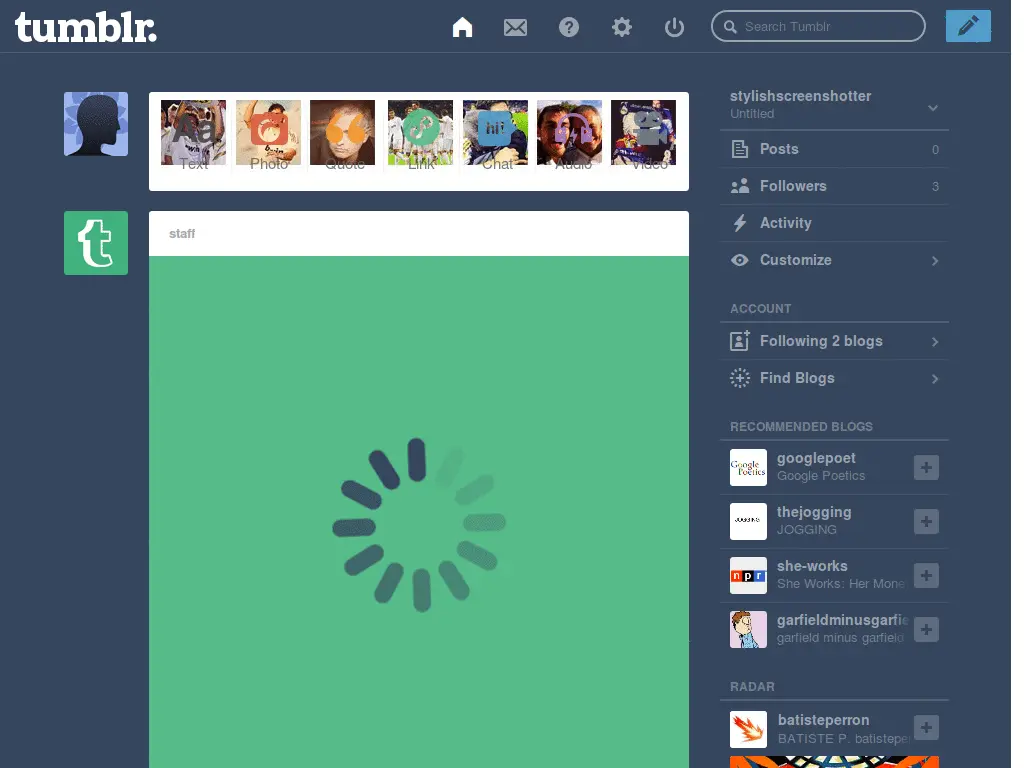 tumblr.
Search Tumblr
Aa
hi!
Text
Photo
Quote
Link
Chat
Audio
Video
t
staff
stylishscreenshotter
Untitled
Posts
0
Followers
3
Activity
Customize
ACCOUNT
Following 2 blogs
Find Blogs
RECOMMENDED BLOGS
Google
Poetics
googlepoet
Google Poetics
JOGGING
thejogging
JOGGING
npr
she-works
She Works: Her Mone
garfieldminusgarfie
garfield minus garfield
RADAR
batisteperron
BATISTE P. batistepe